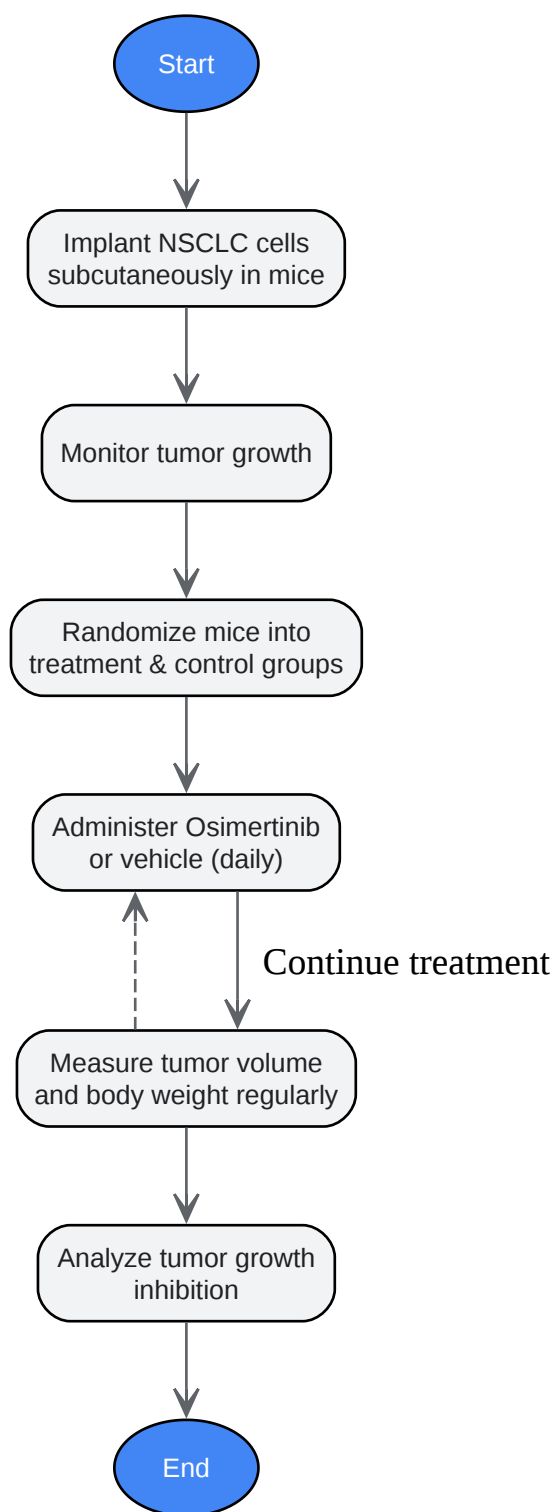 Start
Implant NSCLC cells
subcutaneously in mice
Monitor tumor growth
Randomize mice into
treatment & control groups
Administer Osimertinib
or vehicle (daily)
Continue treatment
Measure tumor volume
and body weight regularly
Analyze tumor growth
inhibition
End